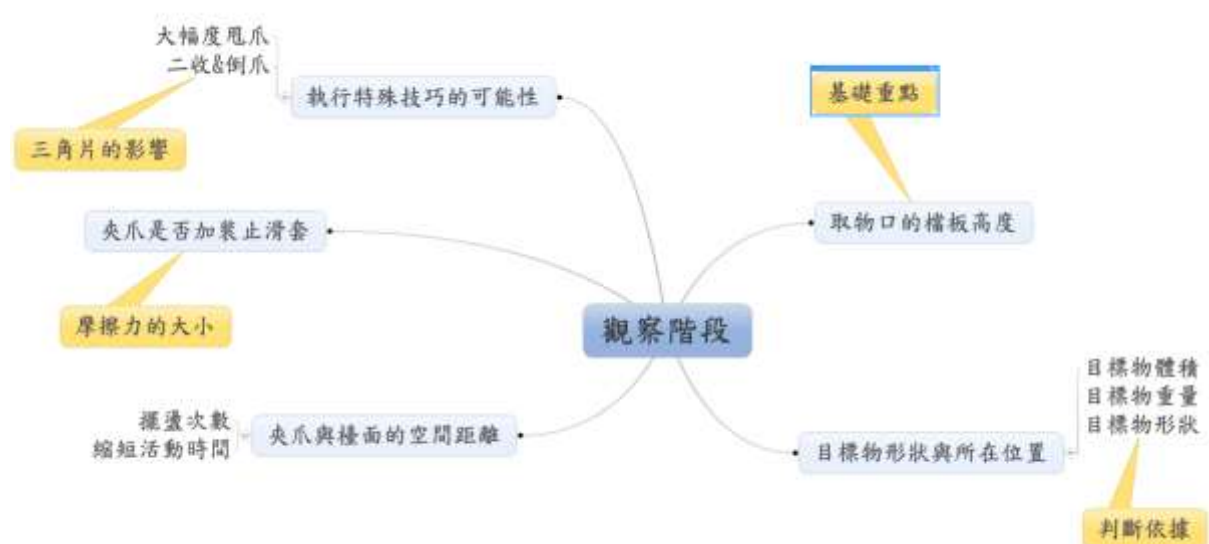 大幅度甩爪
二收&倒爪
執行特殊技巧的可能性
三角片的影響
夾爪是否加裝止滑套
摩擦力的大小
擺盪次數
縮短活動時間
夾爪與檯面的空間距離
觀察階段
基礎重點
取物口的檔板高度
目標物體積
目標物重量
目標物形狀
目標物形狀與所在位置
判斷依據